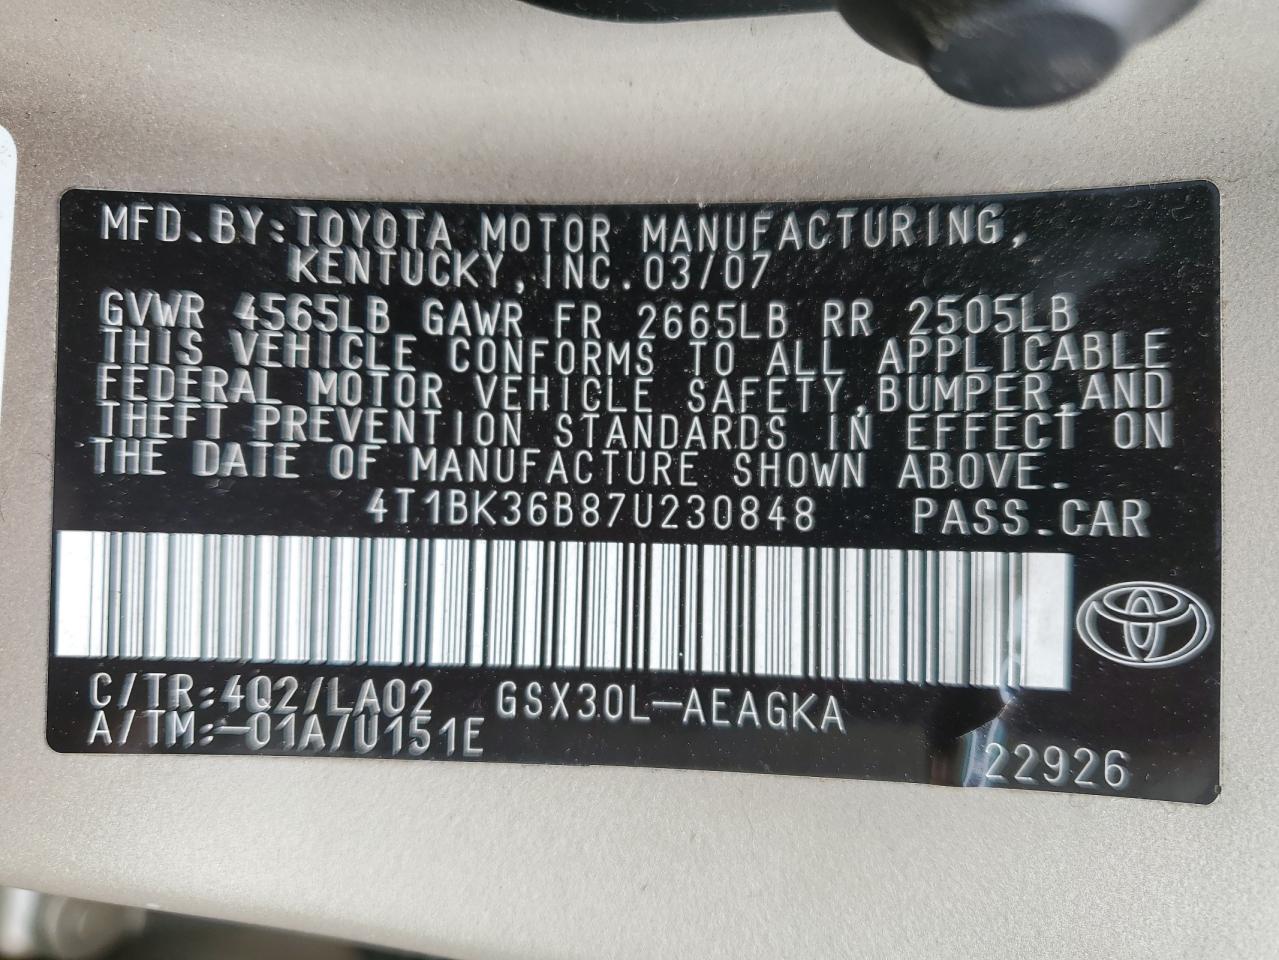 MFD.BY:TOYOTA MOTOR MANUFACTURING,
KENTUCKY,INC.03/07
GVWR 4565LB GAWR FR 2665LB RR 2505LB
THIS VEHICLE CONFORMS TO ALL APPLICABLE
FEDERAL MOTOR VEHICLE SAFETY,BUMPER,AND
THEFT PREVENTION STANDARDS IN EFFECT ON
THE DATE OF MANUFACTURE SHOWN ABOVE.
4T1BK36B87U230848 PASS.CAR
C/TR:4Q2/LA02 GSX30L-AEAGKA
A/TM:-01A/U151E
22926